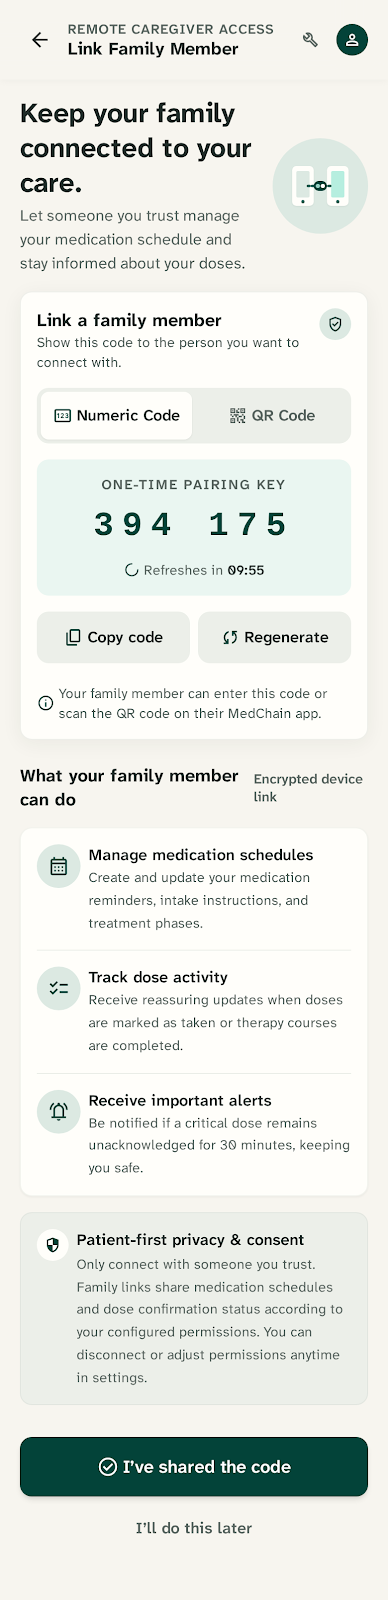 REMOTE CAREGIVER ACCESS
Link Family Member
Keep your family
connected to your
care.
Let someone you trust manage
your medication schedule and
stay informed about your doses.
Link a family member
Show this code to the person you want to
connect with.
123 Numeric Code
QR Code
ONE-TIME PAIRING KEY
394 175
Refreshes in 09:55
Copy code
Regenerate
Your family member can enter this code or
scan the QR code on their MedChain app.
What your family member
can do
Encrypted device
link
Manage medication schedules
Create and update your medication
reminders, intake instructions, and
treatment phases.
Track dose activity
Receive reassuring updates when doses
are marked as taken or therapy courses
are completed.
Receive important alerts
Be notified if a critical dose remains
unacknowledged for 30 minutes, keeping
you safe.
Patient-first privacy & consent
Only connect with someone you trust.
Family links share medication schedules
and dose confirmation status according to
your configured permissions. You can
disconnect or adjust permissions anytime
in settings.
I’ve shared the code
I’ll do this later